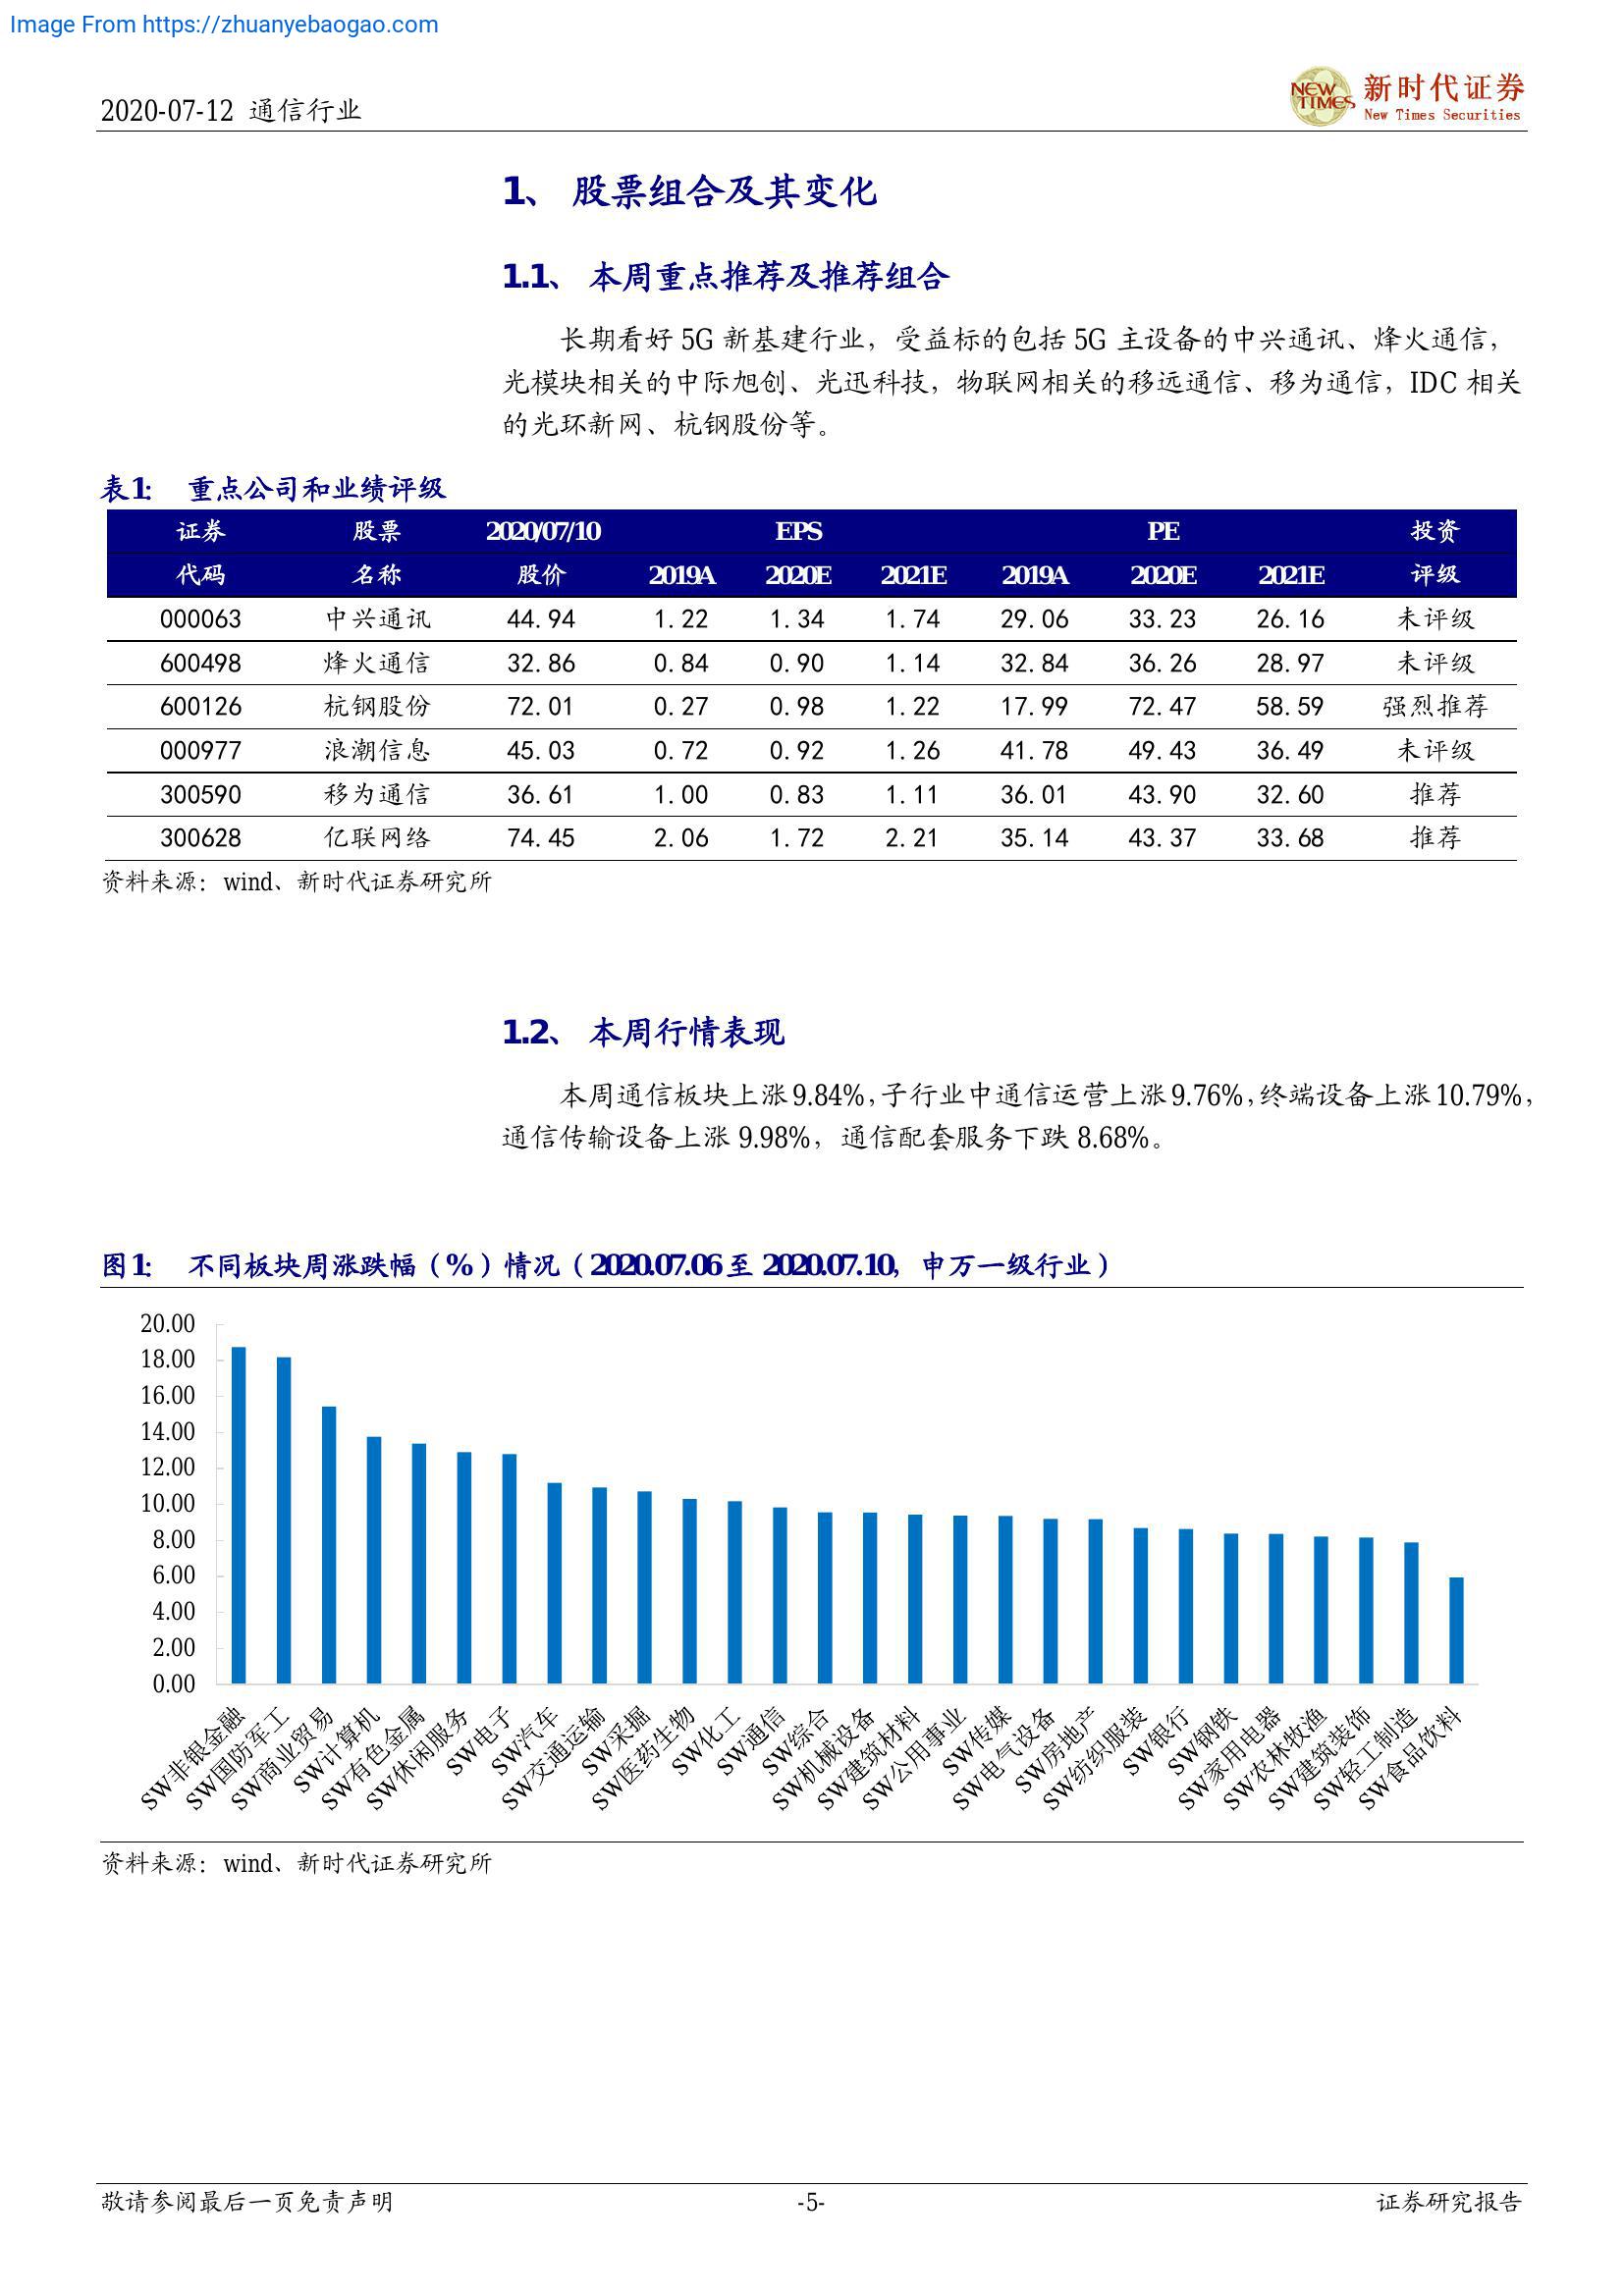 Image From https://zhuanyebaogao.com
2020-07-12 通信行业
NEW TIMES 新时代证券
New Times Securities
1、 股票组合及其变化
1.1、 本周重点推荐及推荐组合
长期看好 5G 新基建行业，受益标的包括 5G 主设备的中兴通讯、烽火通信，
光模块相关的中际旭创、光迅科技，物联网相关的移远通信、移为通信，IDC 相关
的光环新网、杭钢股份等。
表1: 重点公司和业绩评级
证券 股票 2020/07/10 EPS PE 投资
代码 名称 股价 2019A 2020E 2021E 2019A 2020E 2021E 评级
000063 中兴通讯 44.94 1.22 1.34 1.74 29.06 33.23 26.16 未评级
600498 烽火通信 32.86 0.84 0.90 1.14 32.84 36.26 28.97 未评级
600126 杭钢股份 72.01 0.27 0.98 1.22 17.99 72.47 58.59 强烈推荐
000977 浪潮信息 45.03 0.72 0.92 1.26 41.78 49.43 36.49 未评级
300590 移为通信 36.61 1.00 0.83 1.11 36.01 43.90 32.60 推荐
300628 亿联网络 74.45 2.06 1.72 2.21 35.14 43.37 33.68 推荐
资料来源：wind、新时代证券研究所
1.2、 本周行情表现
本周通信板块上涨 9.84%，子行业中通信运营上涨 9.76%，终端设备上涨 10.79%，
通信传输设备上涨 9.98%，通信配套服务下跌 8.68%。
图1: 不同板块周涨跌幅（%）情况（2020.07.06 至 2020.07.10，申万一级行业）
20.00
18.00
16.00
14.00
12.00
10.00
8.00
6.00
4.00
2.00
0.00
SW非银金融
SW国防军工
SW商业贸易
SW计算机
SW有色金属
SW休闲服务
SW电子
SW汽车
SW交通运输
SW采掘
SW医药生物
SW化工
SW通信
SW综合
SW机械设备
SW建筑材料
SW公用事业
SW传媒
SW电气设备
SW房地产
SW纺织服装
SW银行
SW钢铁
SW家用电器
SW农林牧渔
SW建筑装饰
SW轻工制造
SW食品饮料
资料来源：wind、新时代证券研究所
敬请参阅最后一页免责声明 -5- 证券研究报告